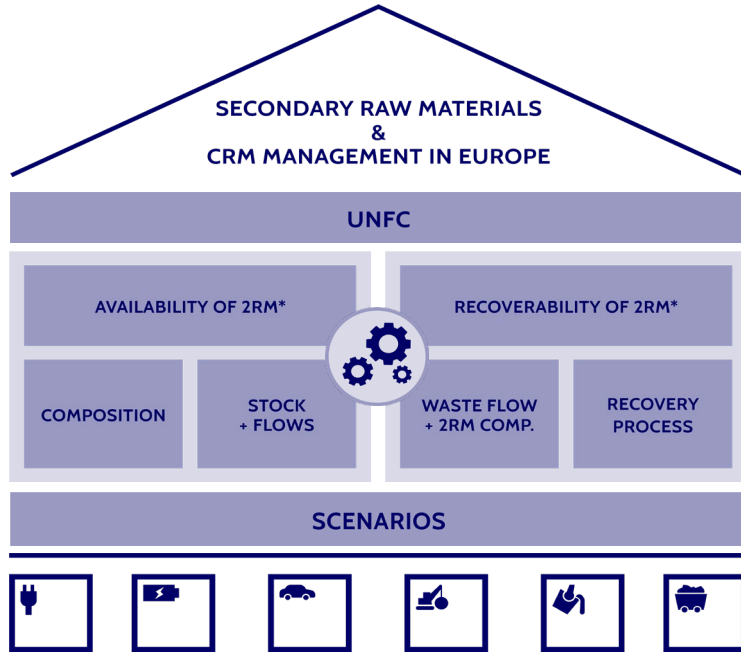 SECONDARY RAW MATERIALS
&
CRM MANAGEMENT IN EUROPE
UNFC
AVAILABILITY OF 2RM*
RECOVERABILITY OF 2RM*
COMPOSITION
STOCK
+ FLOWS
WASTE FLOW
+ 2RM COMP.
RECOVERY
PROCESS
SCENARIOS